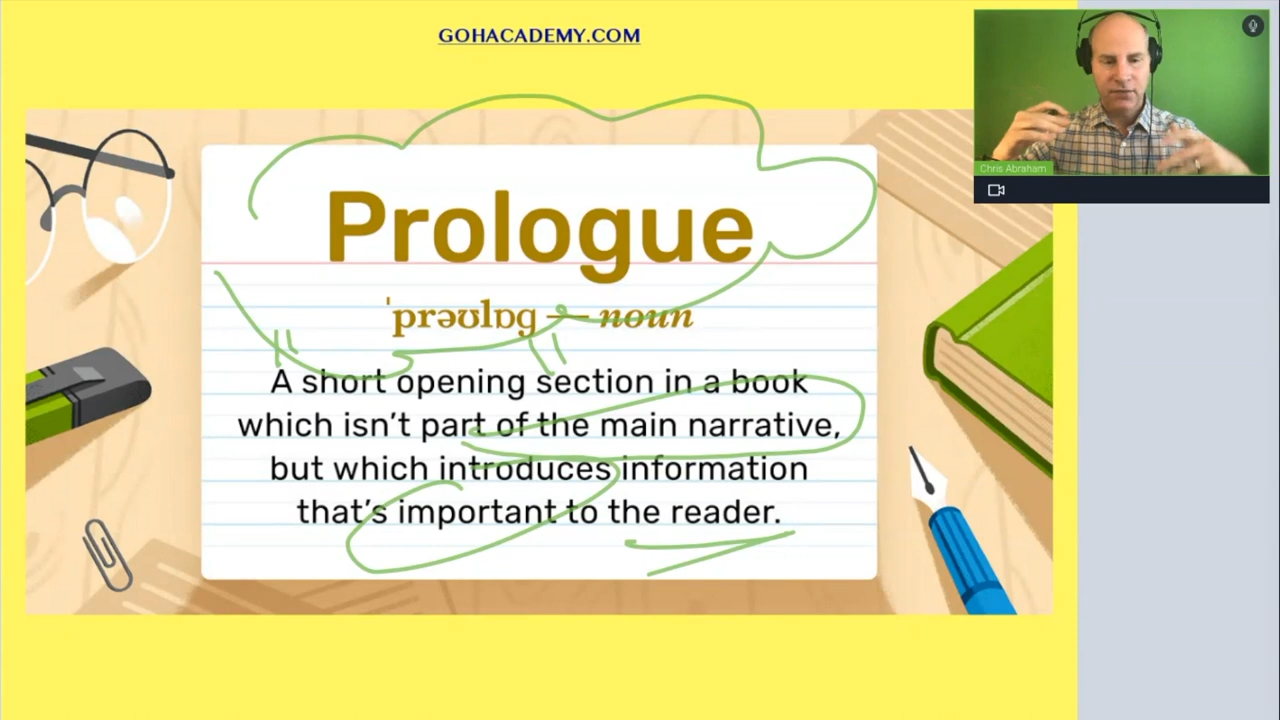 GOHACADEMY.COM
Chris Abraham
Prologue
ˈprəʊlɒg — noun
A short opening section in a book
which isn’t part of the main narrative,
but which introduces information
that’s important to the reader.